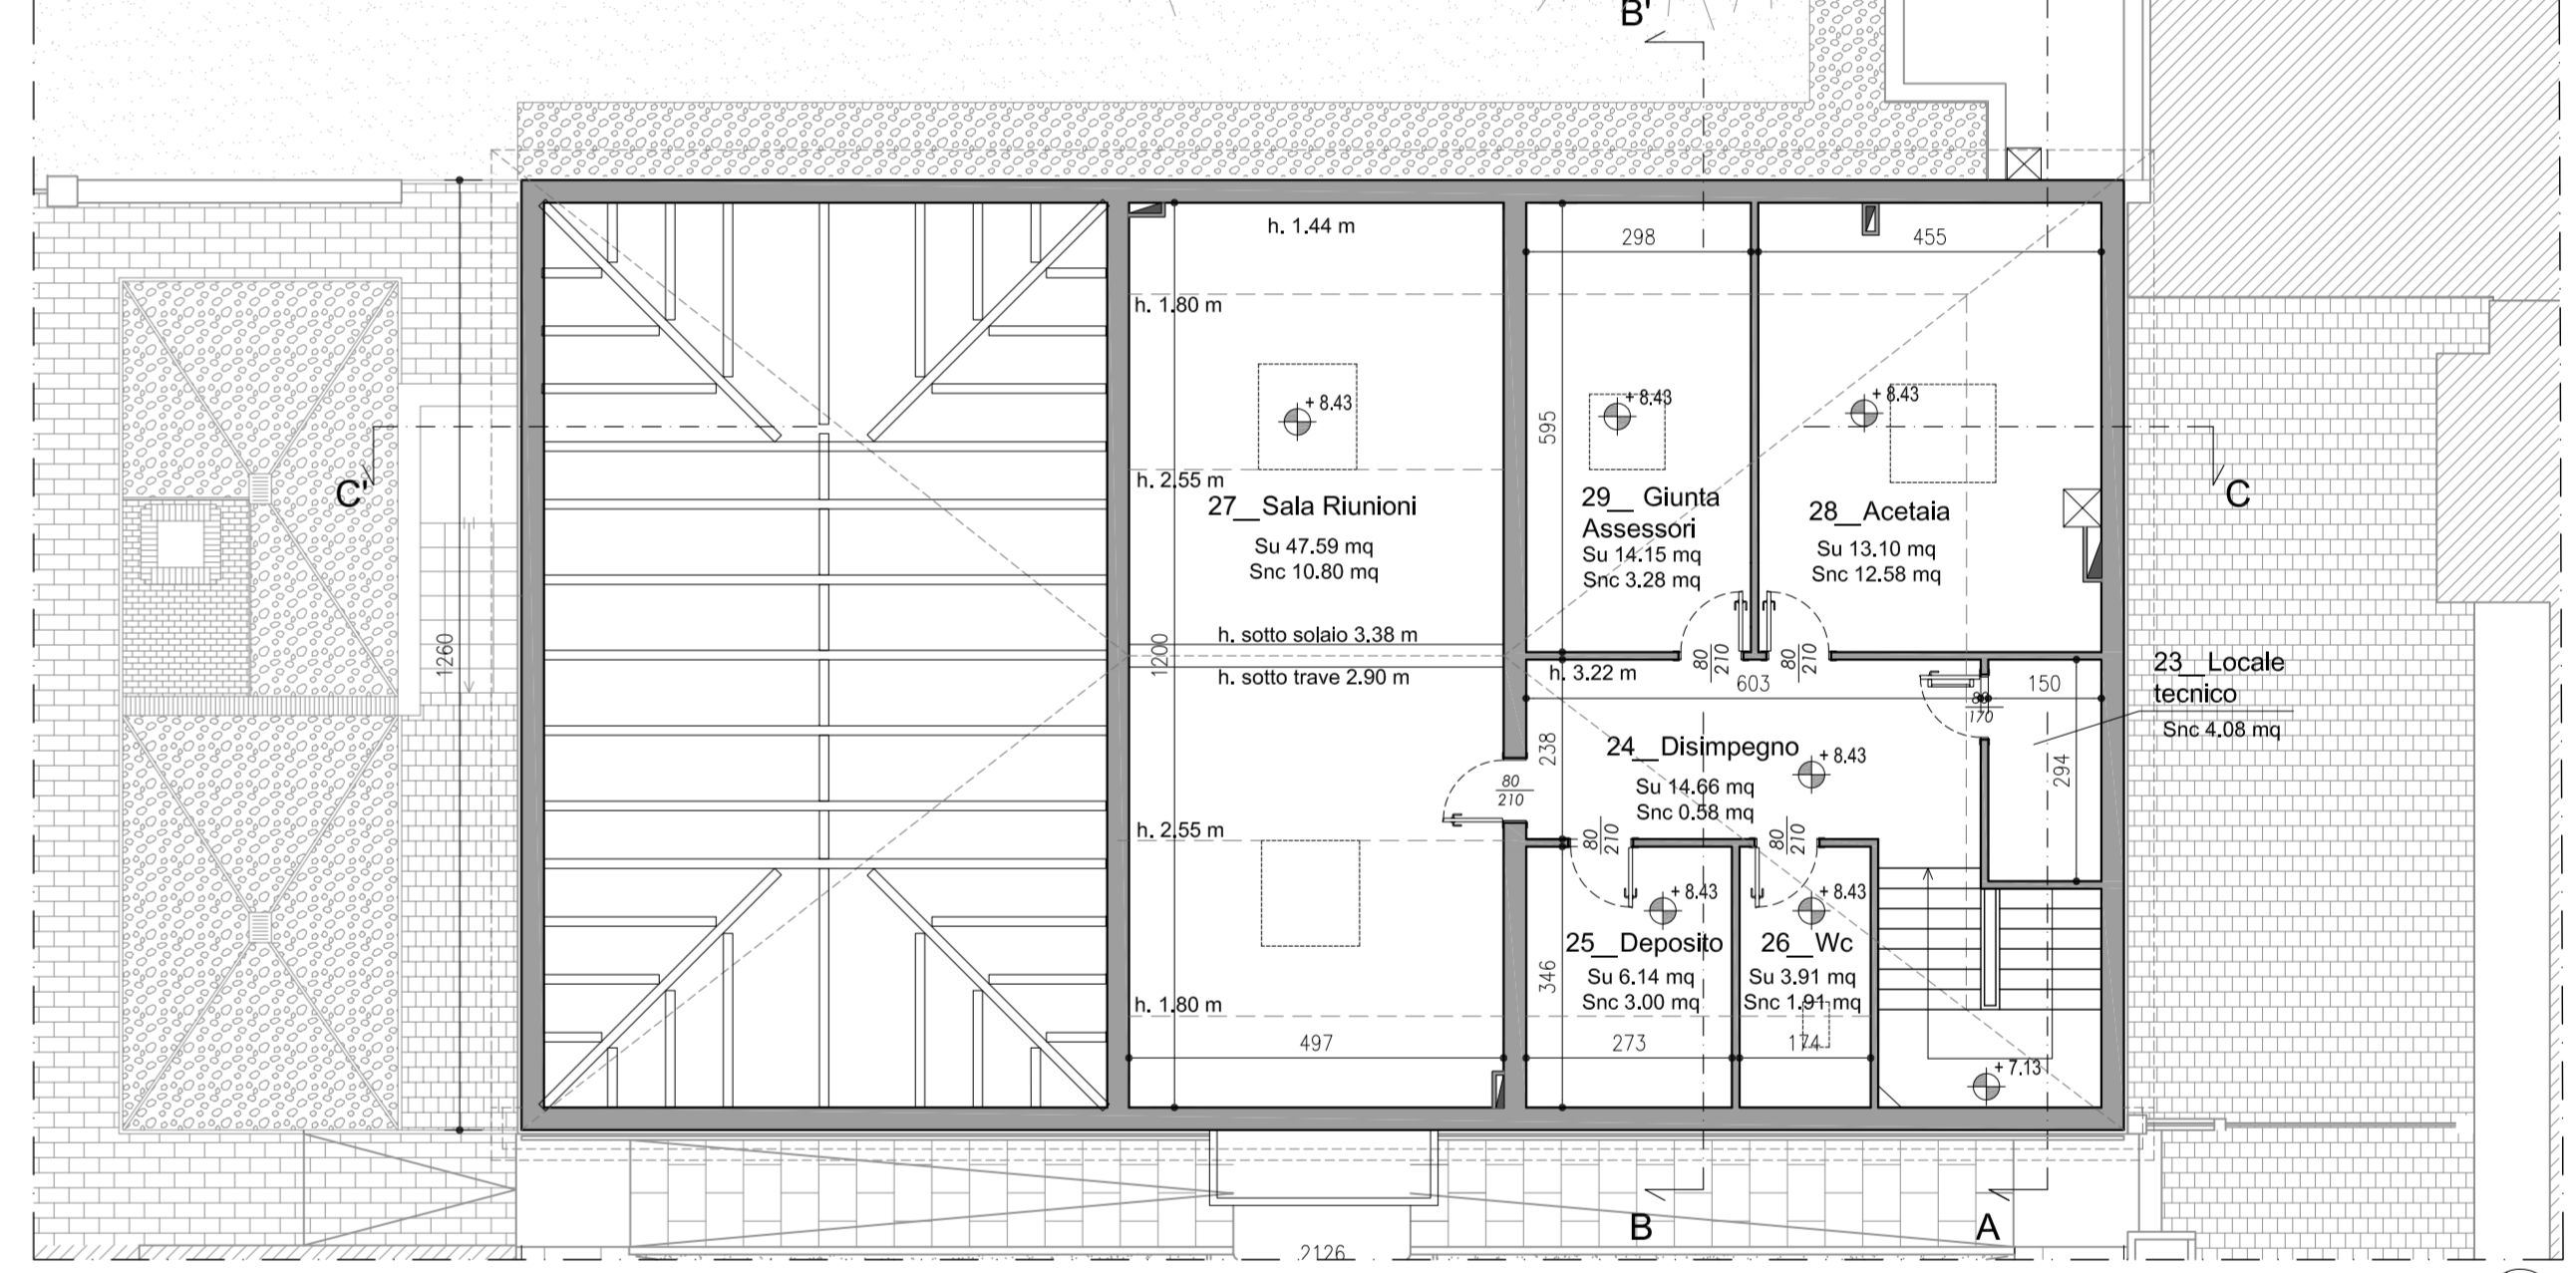 B'
h. 1.44 m
298
455
h. 1.80 m
+ 8.43
+ 8.43
+ 8.43
595
C'
h. 2.55 m
27__Sala Riunioni
Su 47.59 mq
Snc 10.80 mq
29__ Giunta
Assessori
Su 14.15 mq
Snc 3.28 mq
28__Acetaia
Su 13.10 mq
Snc 12.58 mq
C
1260
1200
h. sotto solaio 3.38 m
h. sotto trave 2.90 m
h. 3.22 m
80
210
80
210
603
150
170
23__Locale
tecnico
Snc 4.08 mq
238
24__Disimpegno
+ 8.43
Su 14.66 mq
Snc 0.58 mq
294
80
210
h. 2.55 m
80
210
80
210
+ 8.43
+ 8.43
25__Deposito
Su 6.14 mq
Snc 3.00 mq
26__Wc
Su 3.91 mq
Snc 1.91 mq
346
h. 1.80 m
497
273
174
+ 7.13
B
A
2126